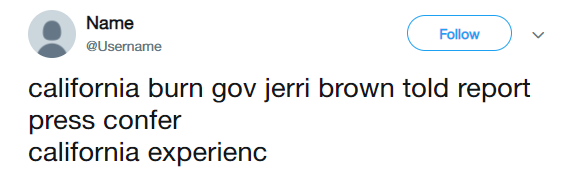 Name
@Username
Follow
california burn gov jerri brown told report
press confer
california experienc